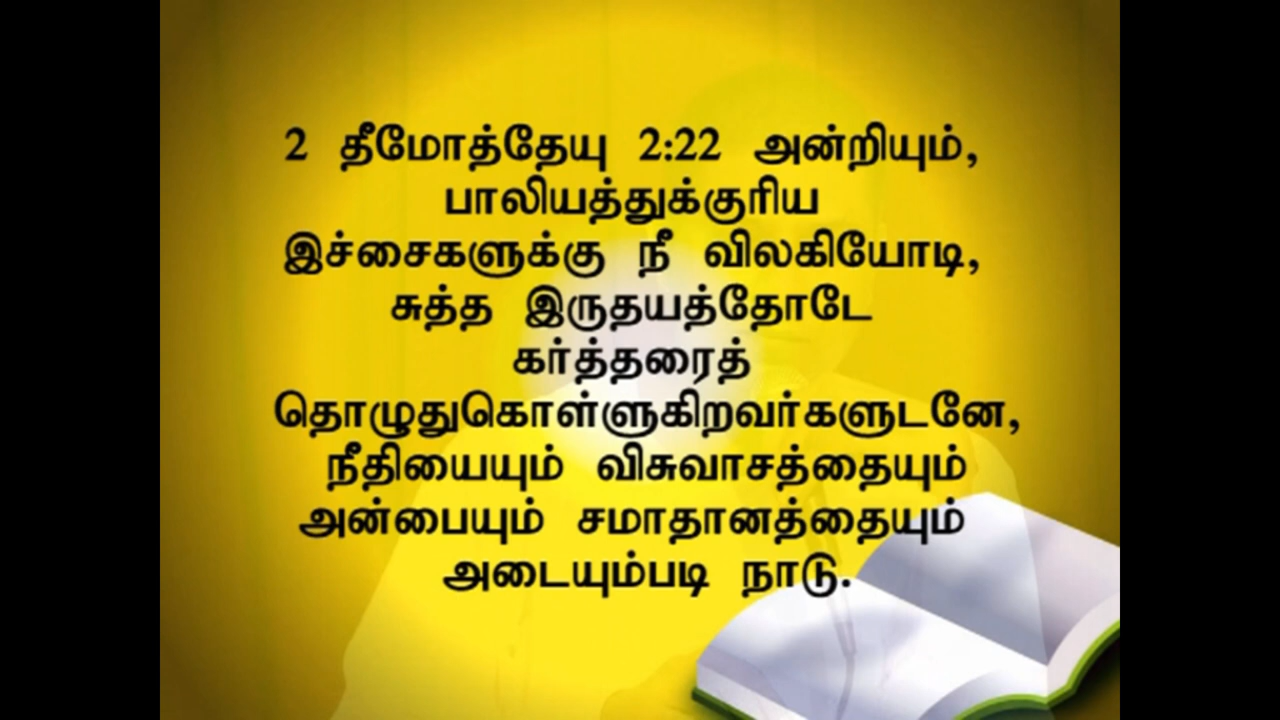 2 தீமோத்தேயு 2:22 அன்றியும்,
பாலியத்துக்குரிய
இச்சைகளுக்கு நீ விலகியோடி,
சுத்த இருதயத்தோடே
கர்த்தரைத்
தொழுதுகொள்ளுகிறவர்களுடனே,
நீதியையும் விசுவாசத்தையும்
அன்பையும் சமாதானத்தையும்
அடையும்படி நாடு.